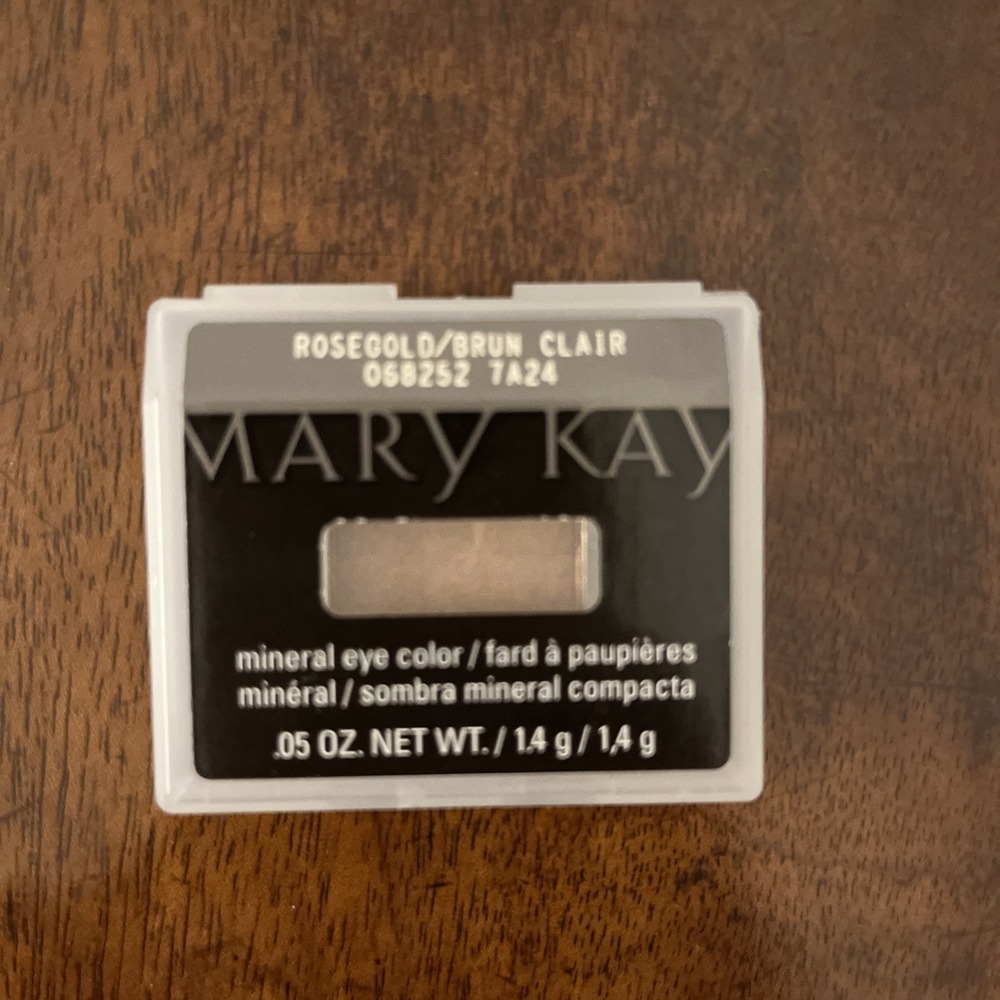 ROSEGOLD/BRUN CLAIR
068252 7A24
MARY KAY
mineral eye color / fard à paupières
minéral / sombra mineral compacta
.05 OZ. NET WT. / 1.4 g / 1,4 g